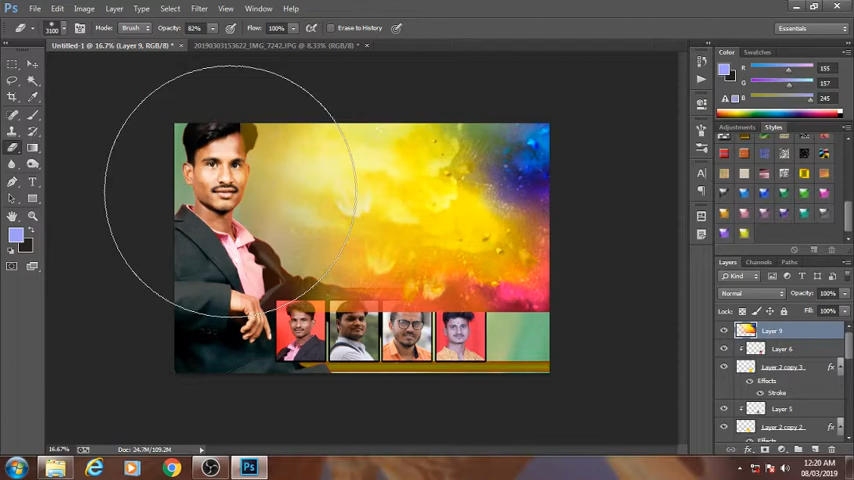 Ps File Edit Image Layer Type Select Filter View Window Help
3100 Mode: Brush Opacity: 82% Flow: 100% Erase to History Essentials
Untitled-1 @ 16.7% (Layer 9, RGB/8) * × 20190303153622_IMG_7242.JPG @ 8.33% (RGB/8*) * ×
Color Swatches
R 155
G 157
B 245
Adjustments Styles
Layers Channels Paths
Kind
Normal Opacity: 100%
Lock: Fill: 100%
Layer 9
Layer 6
Layer 2 copy 3 fx
Effects
Stroke
Layer 5
Layer 2 copy 2 fx
Effects
16.67% Doc: 24.7M/109.2M
12:20 AM
08/03/2019